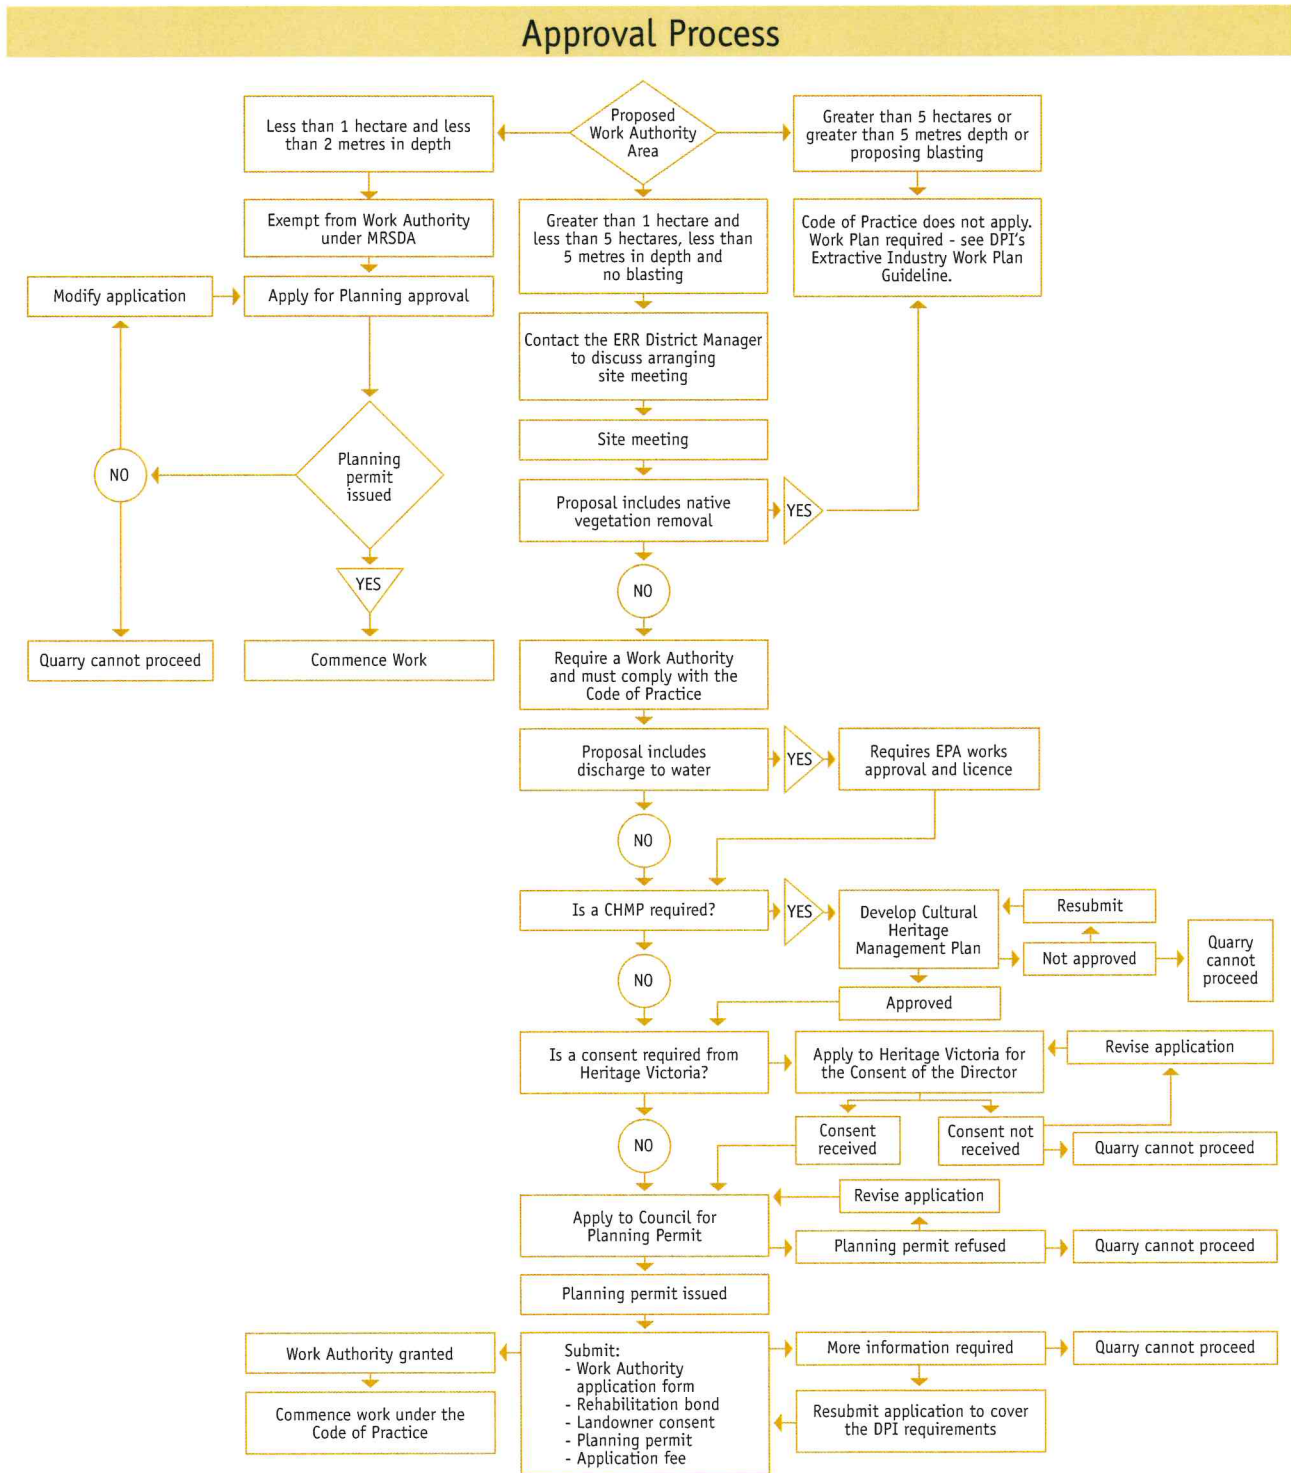 Approval Process
Less than 1 hectare and less
than 2 metres in depth
Proposed
Work Authority
Area
Greater than 5 hectares or
greater than 5 metres depth or
proposing blasting
Exempt from Work Authority
under MRSDA
Greater than 1 hectare and
less than 5 hectares, less than
5 metres in depth and
no blasting
Code of Practice does not apply.
Work Plan required - see DPI's
Extractive Industry Work Plan
Guideline.
Modify application
Apply for Planning approval
Contact the ERR District Manager
to discuss arranging
site meeting
Site meeting
Planning
permit
issued
NO
Proposal includes native
vegetation removal
YES
YES
NO
Quarry cannot proceed
Commence Work
Require a Work Authority
and must comply with the
Code of Practice
Proposal includes
discharge to water
YES
Requires EPA works
approval and licence
NO
Is a CHMP required?
YES
Develop Cultural
Heritage
Management Plan
Resubmit
Not approved
Quarry
cannot
proceed
NO
Approved
Is a consent required from
Heritage Victoria?
Apply to Heritage Victoria for
the Consent of the Director
Revise application
NO
Consent
received
Consent not
received
Quarry cannot proceed
Revise application
Apply to Council for
Planning Permit
Planning permit refused
Quarry cannot proceed
Planning permit issued
Work Authority granted
Submit:
- Work Authority
application form
- Rehabilitation bond
- Landowner consent
- Planning permit
- Application fee
More information required
Quarry cannot proceed
Commence work under the
Code of Practice
Resubmit application to cover
the DPI requirements